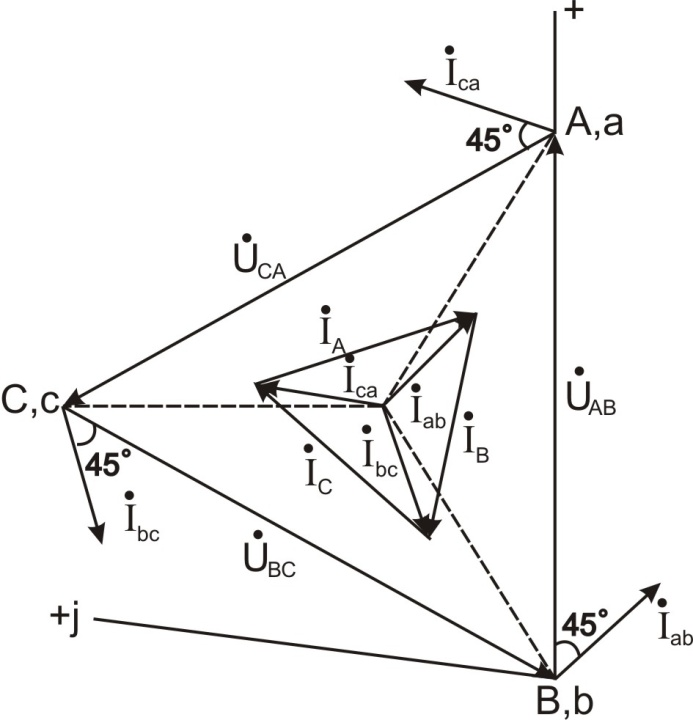 +
İca
45°
A,a
U̇CA
İA
İca
C,c
İab
U̇AB
İB
45°
İbc
İC
İbc
U̇BC
+j
45°
İab
B,b